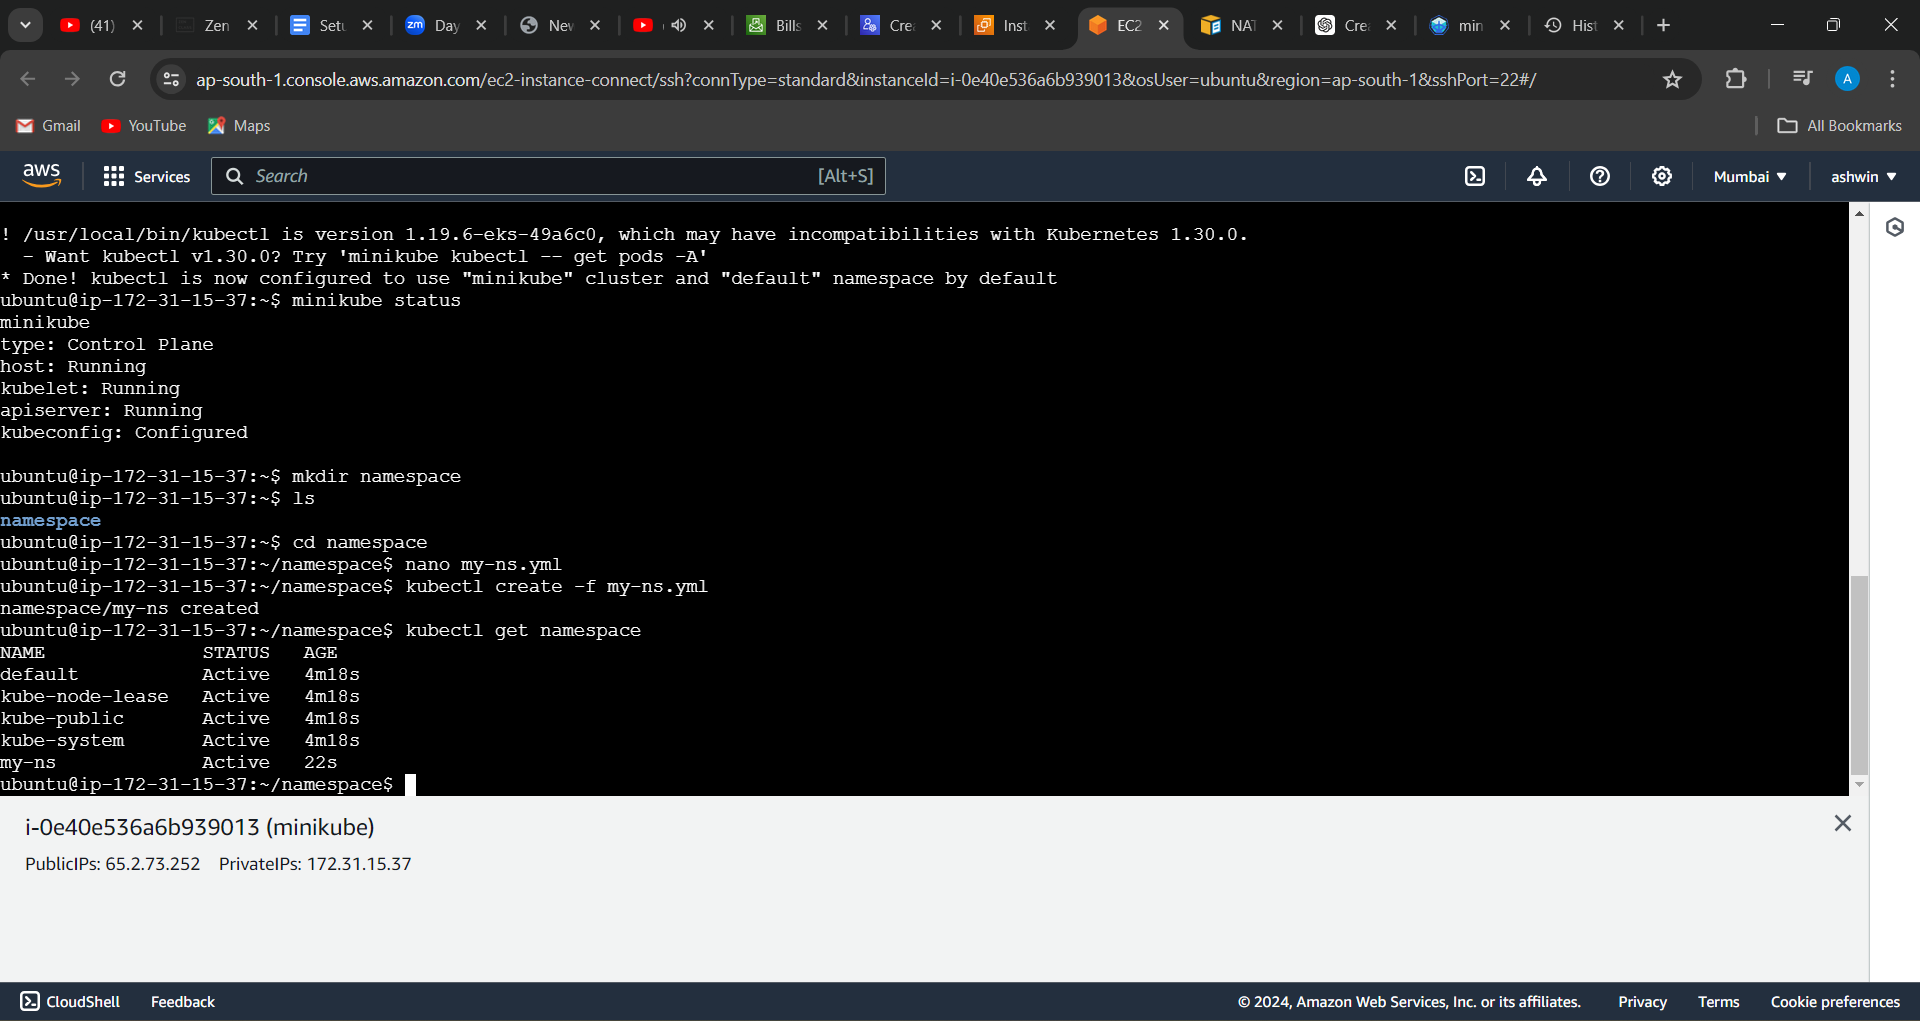 (41)
Zen
Setu
zm
Day
New
Bills
Cre
Inst
EC2
NAT
Cre
min
Hist
ap-south-1.console.aws.amazon.com/ec2-instance-connect/ssh?connType=standard&instanceId=i-0e40e536a6b939013&osUser=ubuntu&region=ap-south-1&sshPort=22#/
A
Gmail
YouTube
Maps
All Bookmarks
aws
Services
Search
[Alt+S]
Mumbai
ashwin
! /usr/local/bin/kubectl is version 1.19.6-eks-49a6c0, which may have incompatibilities with Kubernetes 1.30.0.
- Want kubectl v1.30.0? Try 'minikube kubectl -- get pods -A'
* Done! kubectl is now configured to use "minikube" cluster and "default" namespace by default
ubuntu@ip-172-31-15-37:~$ minikube status
minikube
type: Control Plane
host: Running
kubelet: Running
apiserver: Running
kubeconfig: Configured
ubuntu@ip-172-31-15-37:~$ mkdir namespace
ubuntu@ip-172-31-15-37:~$ ls
namespace
ubuntu@ip-172-31-15-37:~$ cd namespace
ubuntu@ip-172-31-15-37:~/namespace$ nano my-ns.yml
ubuntu@ip-172-31-15-37:~/namespace$ kubectl create -f my-ns.yml
namespace/my-ns created
ubuntu@ip-172-31-15-37:~/namespace$ kubectl get namespace
NAME STATUS AGE
default Active 4m18s
kube-node-lease Active 4m18s
kube-public Active 4m18s
kube-system Active 4m18s
my-ns Active 22s
ubuntu@ip-172-31-15-37:~/namespace$
i-0e40e536a6b939013 (minikube)
PublicIPs: 65.2.73.252 PrivateIPs: 172.31.15.37
CloudShell
Feedback
© 2024, Amazon Web Services, Inc. or its affiliates.
Privacy
Terms
Cookie preferences